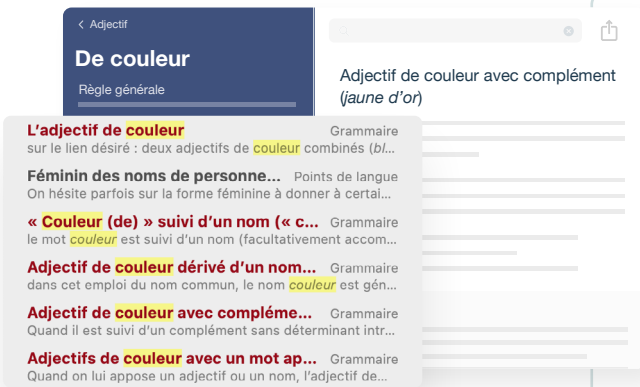 Adjectif
De couleur
Règle générale
Adjectif de couleur avec complément
(jaune d’or)
L’adjectif de couleur Grammaire
sur le lien désiré : deux adjectifs de couleur combinés (bl...
Féminin des noms de personne... Points de langue
On hésite parfois sur la forme féminine à donner à certai...
« Couleur (de) » suivi d’un nom (« c... Grammaire
le mot couleur est suivi d’un nom (facultativement accom...
Adjectif de couleur dérivé d’un nom... Grammaire
dans cet emploi du nom commun, le nom couleur est gén...
Adjectif de couleur avec compléme... Grammaire
Quand il est suivi d’un complément sans déterminant intr...
Adjectifs de couleur avec un mot ap... Grammaire
Quand on lui appose un adjectif ou un nom, l’adjectif de...